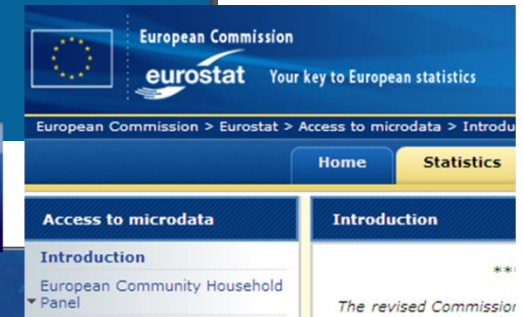 European Commission
eurostat Your key to European statistics
European Commission > Eurostat > Access to microdata >
Home Statistics
Access to microdata
Introduction
Introduction
European Community Household
Panel
***
The revised Commission